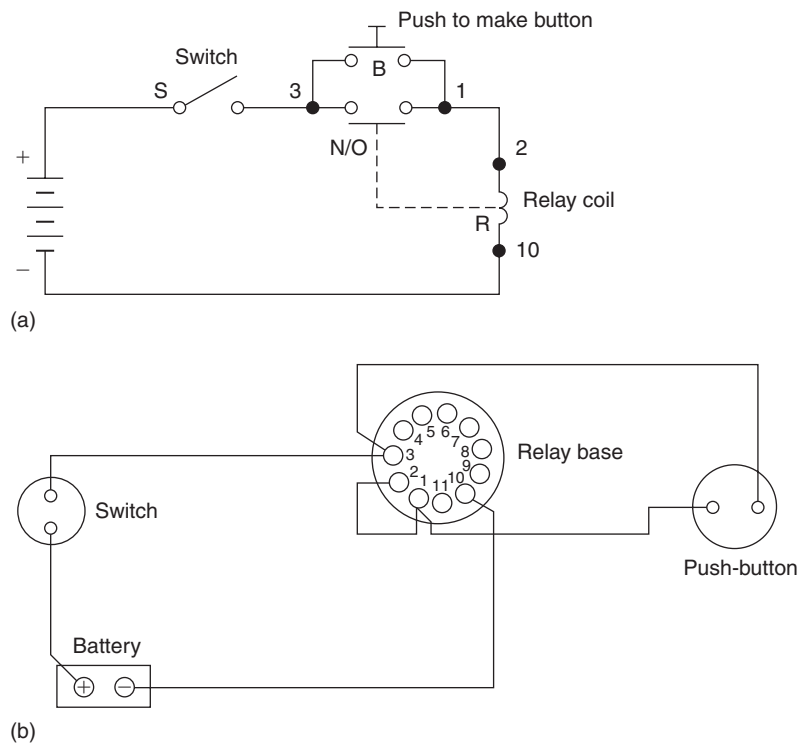 Push to make button
Switch
B
S
3
1
N/O
2
+
Relay coil
R
10
−
(a)
6
5
7
4
8
3
Relay base
9
2
10
1
11
Switch
Push-button
Battery
+
−
(b)